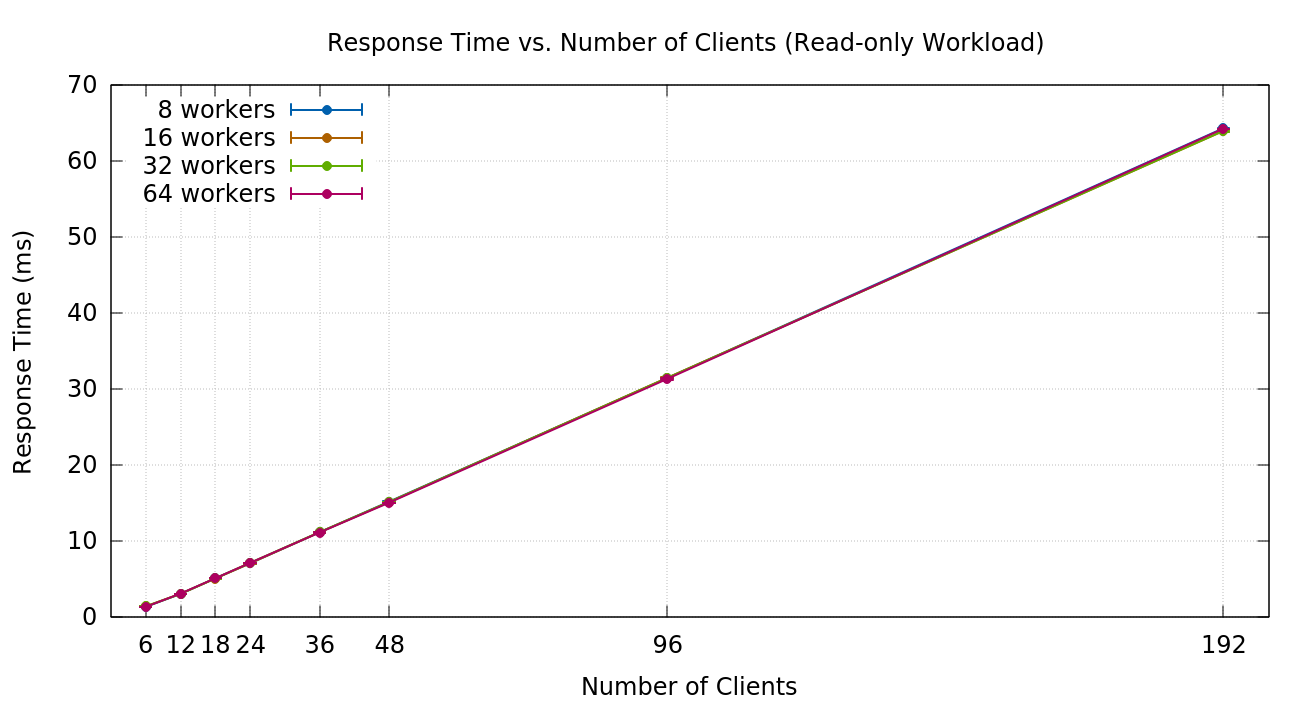 Response Time vs. Number of Clients (Read-only Workload)
70
60
50
40
30
20
10
0
Response Time (ms)
8 workers
16 workers
32 workers
64 workers
6 12 18 24 36 48 96 192
Number of Clients